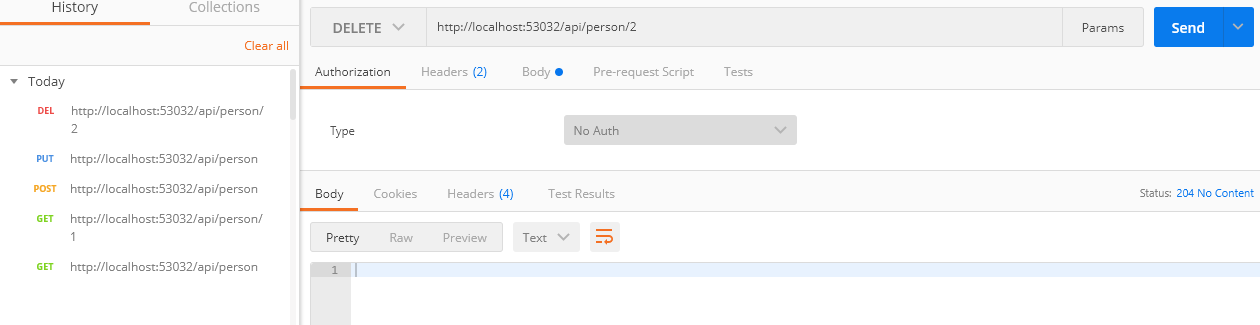 History Collections
Clear all
Today
DEL http://localhost:53032/api/person/
2
PUT http://localhost:53032/api/person
POST http://localhost:53032/api/person
GET http://localhost:53032/api/person/
1
GET http://localhost:53032/api/person
DELETE http://localhost:53032/api/person/2 Params Send
Authorization Headers (2) Body Pre-request Script Tests
Type No Auth
Body Cookies Headers (4) Test Results Status: 204 No Content
Pretty Raw Preview Text
1